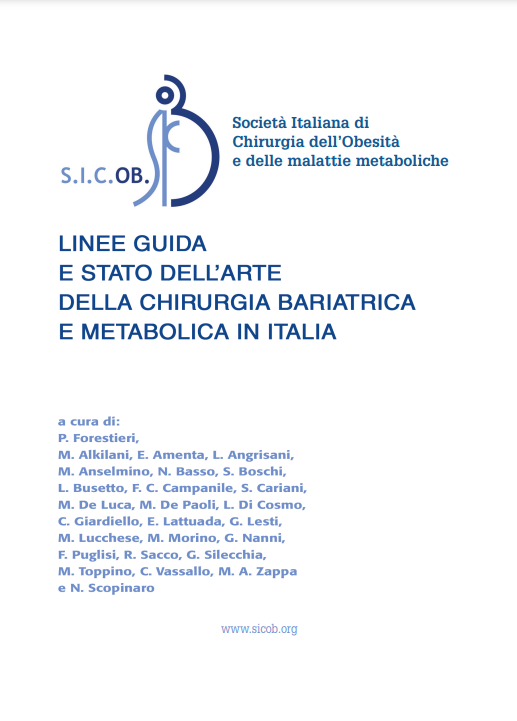 Società Italiana di
Chirurgia dell'Obesità
e delle malattie metaboliche
S.I.C.OB.
LINEE GUIDA
E STATO DELL'ARTE
DELLA CHIRURGIA BARIATRICA
E METABOLICA IN ITALIA
a cura di:
P. Forestieri,
M. Alkilani, E. Amenta, L. Angrisani,
M. Anselmino, N. Basso, S. Boschi,
L. Busetto, F. C. Campanile, S. Cariani,
M. De Luca, M. De Paoli, L. Di Cosmo,
C. Giardiello, E. Lattuada, G. Lesti,
M. Lucchese, M. Morino, G. Nanni,
F. Puglisi, R. Sacco, G. Silecchia,
M. Toppino, C. Vassallo, M. A. Zappa
e N. Scopinaro
www.sicob.org